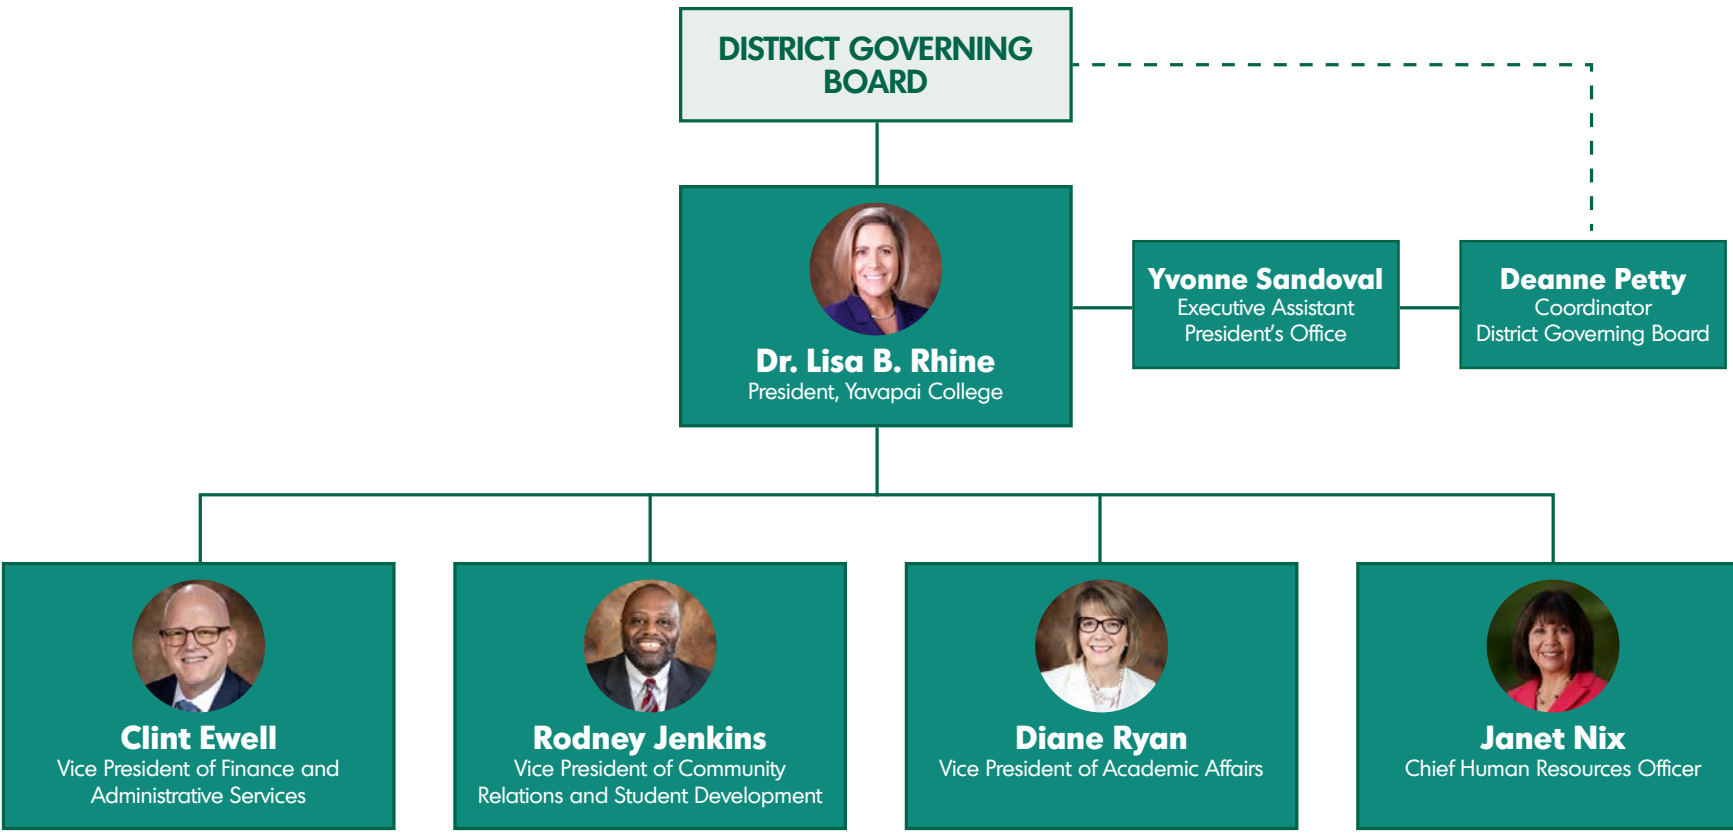 DISTRICT GOVERNING
BOARD
Dr. Lisa B. Rhine
President, Yavapai College
Yvonne Sandoval
Executive Assistant
President’s Office
Deanne Petty
Coordinator
District Governing Board
Clint Ewell
Vice President of Finance and
Administrative Services
Rodney Jenkins
Vice President of Community
Relations and Student Development
Diane Ryan
Vice President of Academic Affairs
Janet Nix
Chief Human Resources Officer